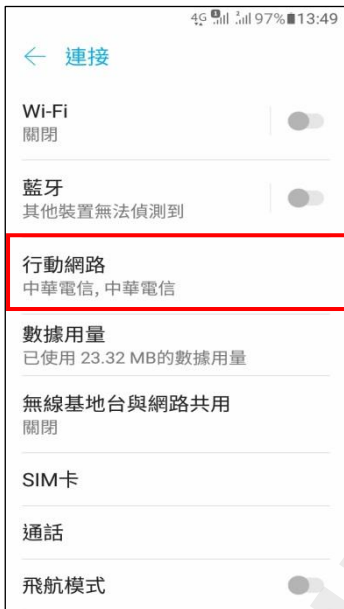 4G 97% 13:49
← 連接
Wi-Fi
關閉
藍牙
其他裝置無法偵測到
行動網路
中華電信, 中華電信
數據用量
已使用 23.32 MB的數據用量
無線基地台與網路共用
關閉
SIM卡
通話
飛航模式